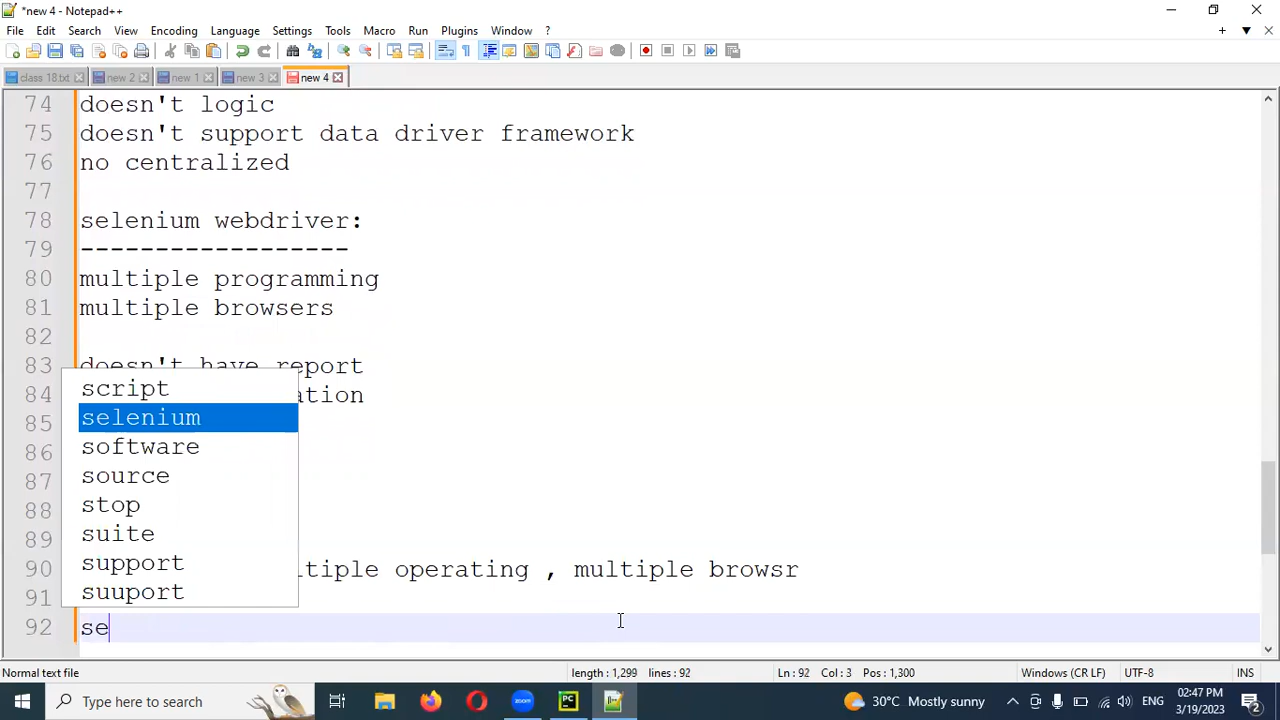 *new 4 - Notepad++
File Edit Search View Encoding Language Settings Tools Macro Run Plugins Window ?
class 18.txt new 2 new 1 new 3 new 4
74 doesn't logic
75 doesn't support data driver framework
76 no centralized
77
78 selenium webdriver:
79 ------------------
80 multiple programming
81 multiple browsers
82
83 doesn't have report
84 ation
85
86
87
88
89
90 ltiple operating , multiple browsr
91
92 se
script
selenium
software
source
stop
suite
support
suuport
Normal text file length : 1,299 lines : 92 Ln : 92 Col : 3 Pos : 1,300 Windows (CR LF) UTF-8 INS
Type here to search zoom PC 30°C Mostly sunny ENG 02:47 PM 3/19/2023 2